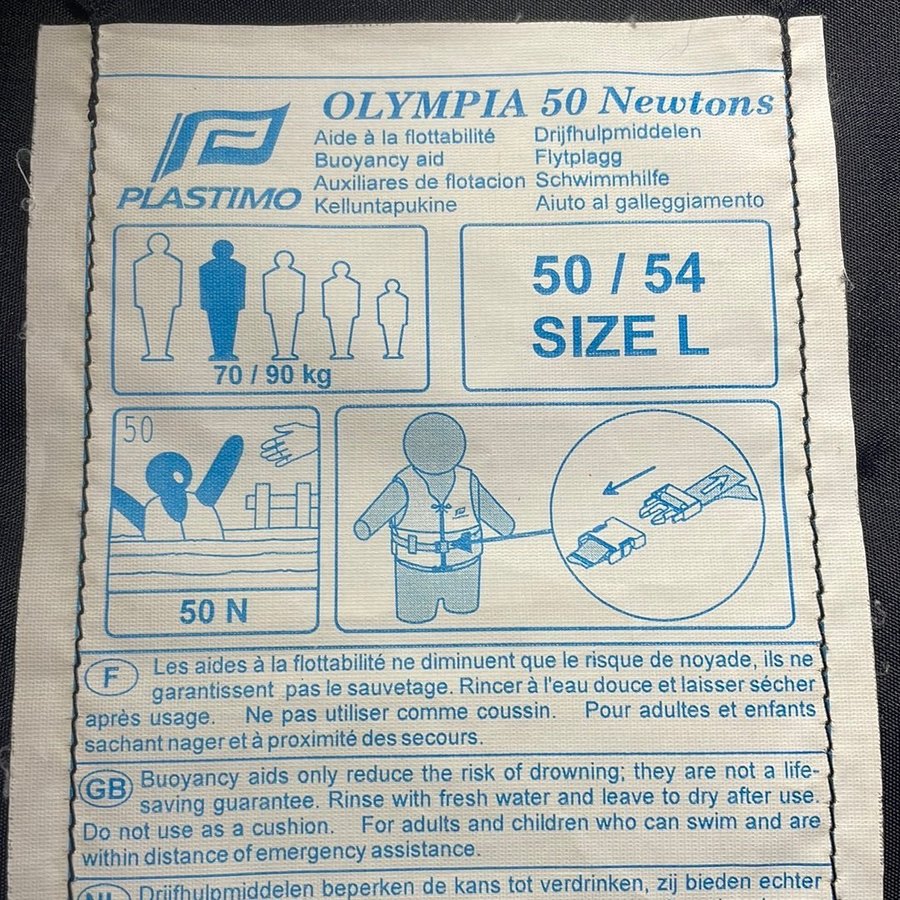 OLYMPIA 50 Newtons
PLASTIMO
Aide à la flottabilité
Buoyancy aid
Auxiliares de flotacion
Kelluntapukine
Drijfhulpmiddelen
Flytplagg
Schwimmhilfe
Aiuto al galleggiamento
70 / 90 kg
50 / 54
SIZE L
50
50 N
F Les aides à la flottabilité ne diminuent que le risque de noyade, ils ne
garantissent pas le sauvetage. Rincer à l'eau douce et laisser sécher
après usage. Ne pas utiliser comme coussin. Pour adultes et enfants
sachant nager et à proximité des secours.
GB Buoyancy aids only reduce the risk of drowning; they are not a life-
saving guarantee. Rinse with fresh water and leave to dry after use.
Do not use as a cushion. For adults and children who can swim and are
within distance of emergency assistance.
NL Drijfhulpmiddelen beperken de kans tot verdrinken, zij bieden echter